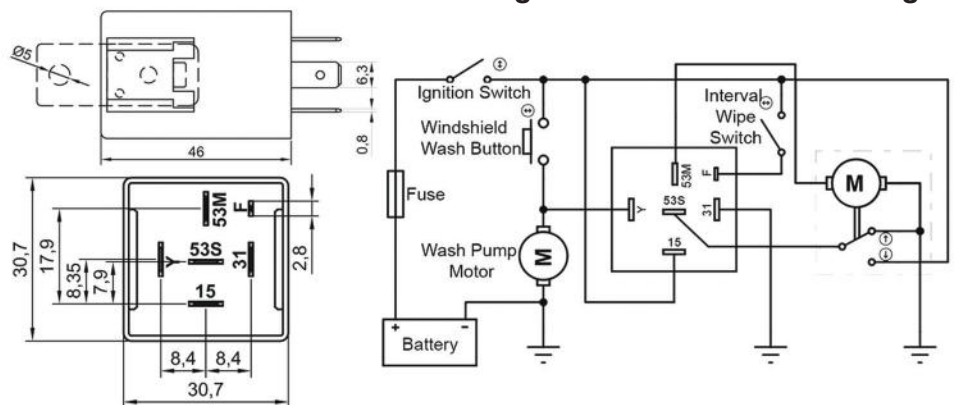 Ø5
46
6,3
0,8
30,7
17,9
8,35
7,9
53M
F
Y
53S
31
15
2,8
8,4
8,4
30,7
Ignition Switch
Windshield
Wash Button
Fuse
Wash Pump
Motor
M
+
-
Battery
Interval
Wipe
Switch
53M
F
Y
53S
31
15
M